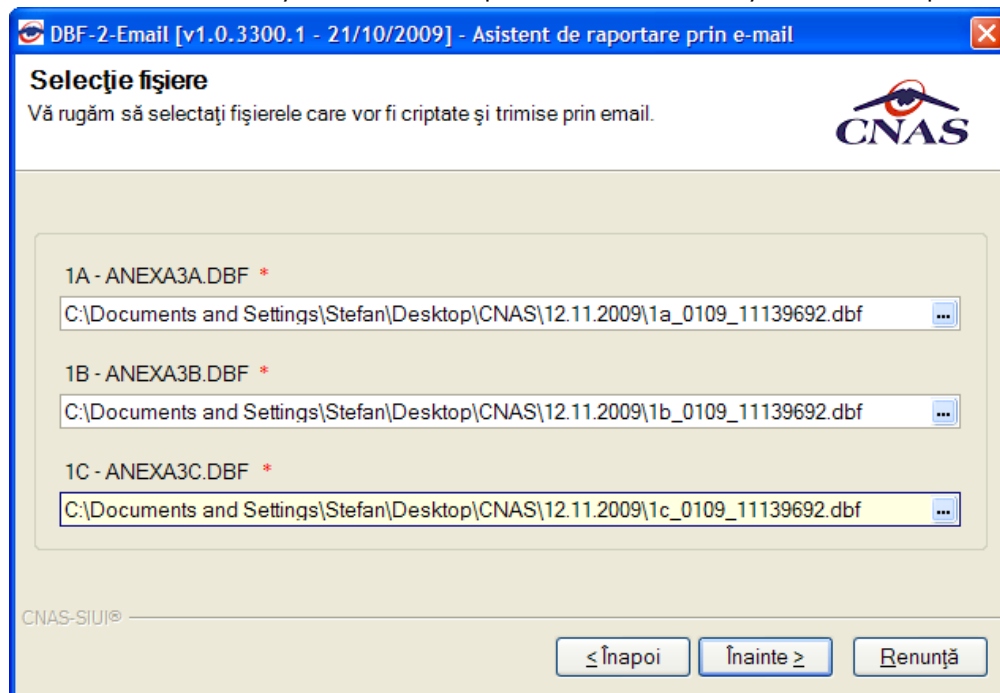 DBF-2-Email [v1.0.3300.1 - 21/10/2009] - Asistent de raportare prin e-mail
Selecţie fişiere
Vă rugăm să selectaţi fişierele care vor fi criptate şi trimise prin email.
CNAS
1A - ANEXA3A.DBF *
C:\Documents and Settings\Stefan\Desktop\CNAS\12.11.2009\1a_0109_11139692.dbf
...
1B - ANEXA3B.DBF *
C:\Documents and Settings\Stefan\Desktop\CNAS\12.11.2009\1b_0109_11139692.dbf
...
1C - ANEXA3C.DBF *
C:\Documents and Settings\Stefan\Desktop\CNAS\12.11.2009\1c_0109_11139692.dbf
...
CNAS-SIUI®
< Înapoi
Înainte >
Renunţă